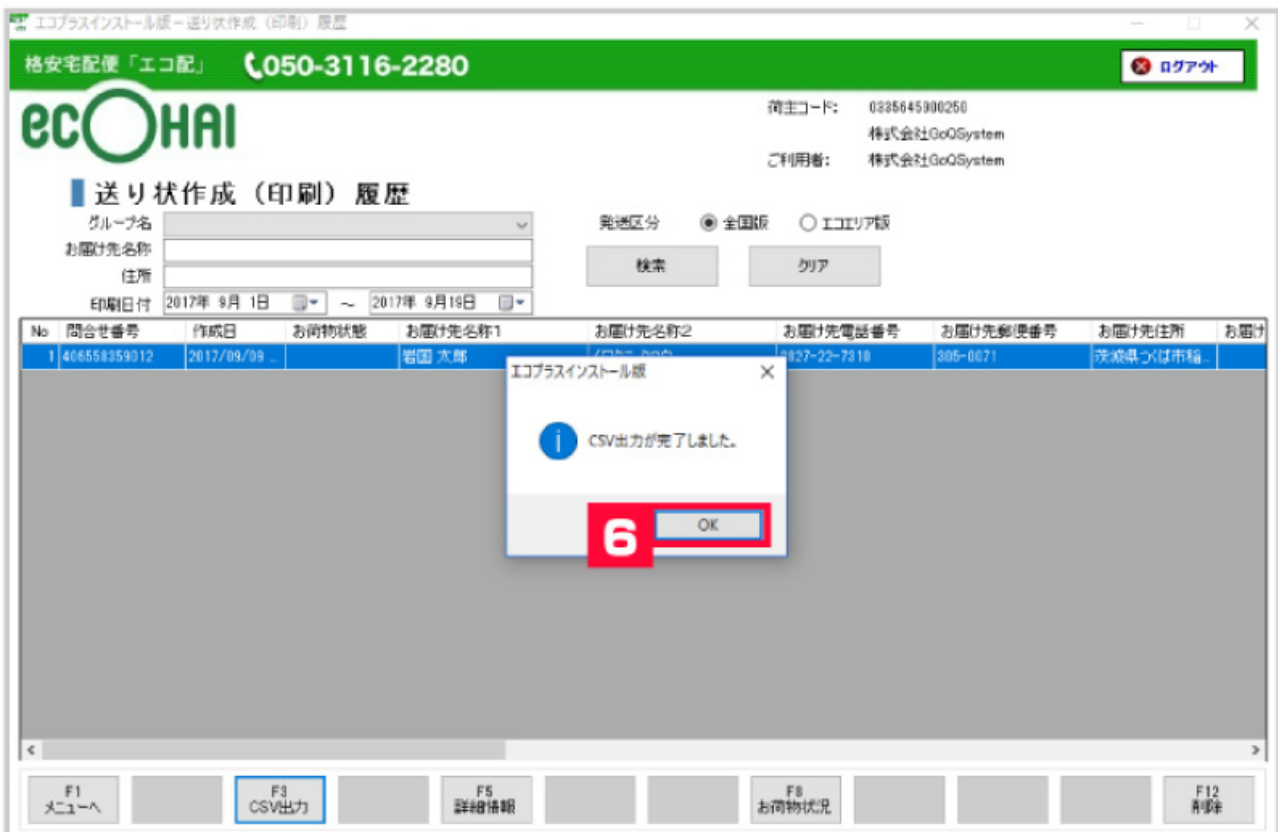 エコプラスインストール版 - 送り状作成（印刷）履歴
格安宅配便「エコ配」 050-3116-2280
ログアウト
ecOHAI
荷主コード: 0335645900250
株式会社GoQSystem
ご利用者: 株式会社GoQSystem
送り状作成（印刷）履歴
グループ名
発送区分 全国版 エコエリア版
お届け先名称
検索 クリア
住所
印刷日付 2017年 9月 1日 ～ 2017年 9月19日
No 問合せ番号 作成日 お荷物状態 お届け先名称1 お届け先名称2 お届け先電話番号 お届け先郵便番号 お届け先住所 お届け
1 406558359012 2017/09/09 ... 岩国 太郎 0827-22-7310 305-0071 茨城県つくば市稲...
エコプラスインストール版
CSV出力が完了しました。
6 OK
F1 F3 F5 F8 F12
メニューへ CSV出力 詳細情報 お荷物状況 削除